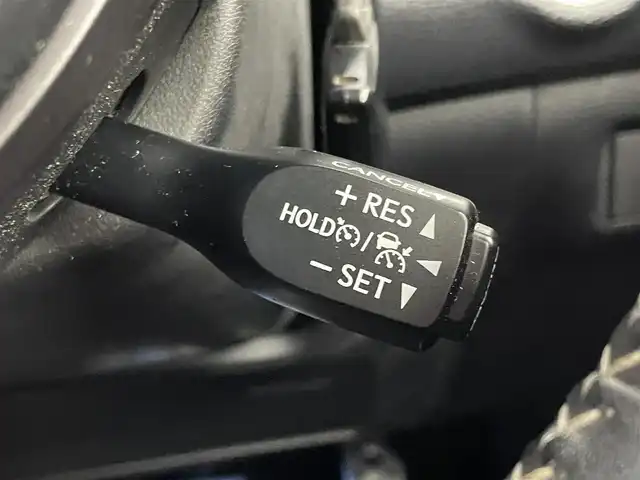 CANCEL
+ RES
HOLD /
− SET